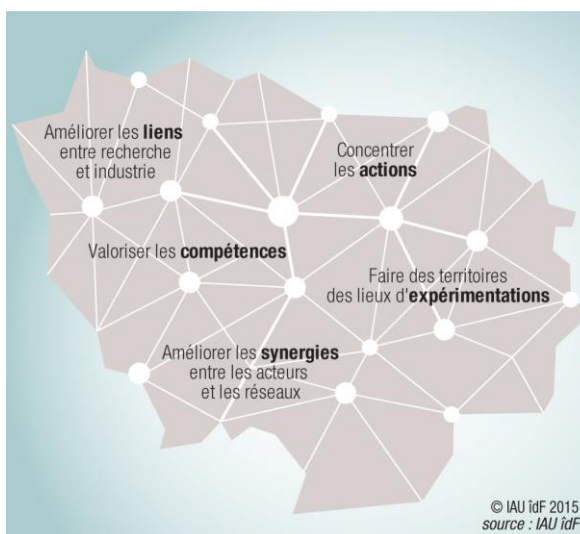 Améliorer les liens
entre recherche
et industrie
Concentrer
les actions
Valoriser les compétences
Faire des territoires
des lieux d'expérimentations
Améliorer les synergies
entre les acteurs
et les réseaux
© IAU îdF 2015
source : IAU îdF